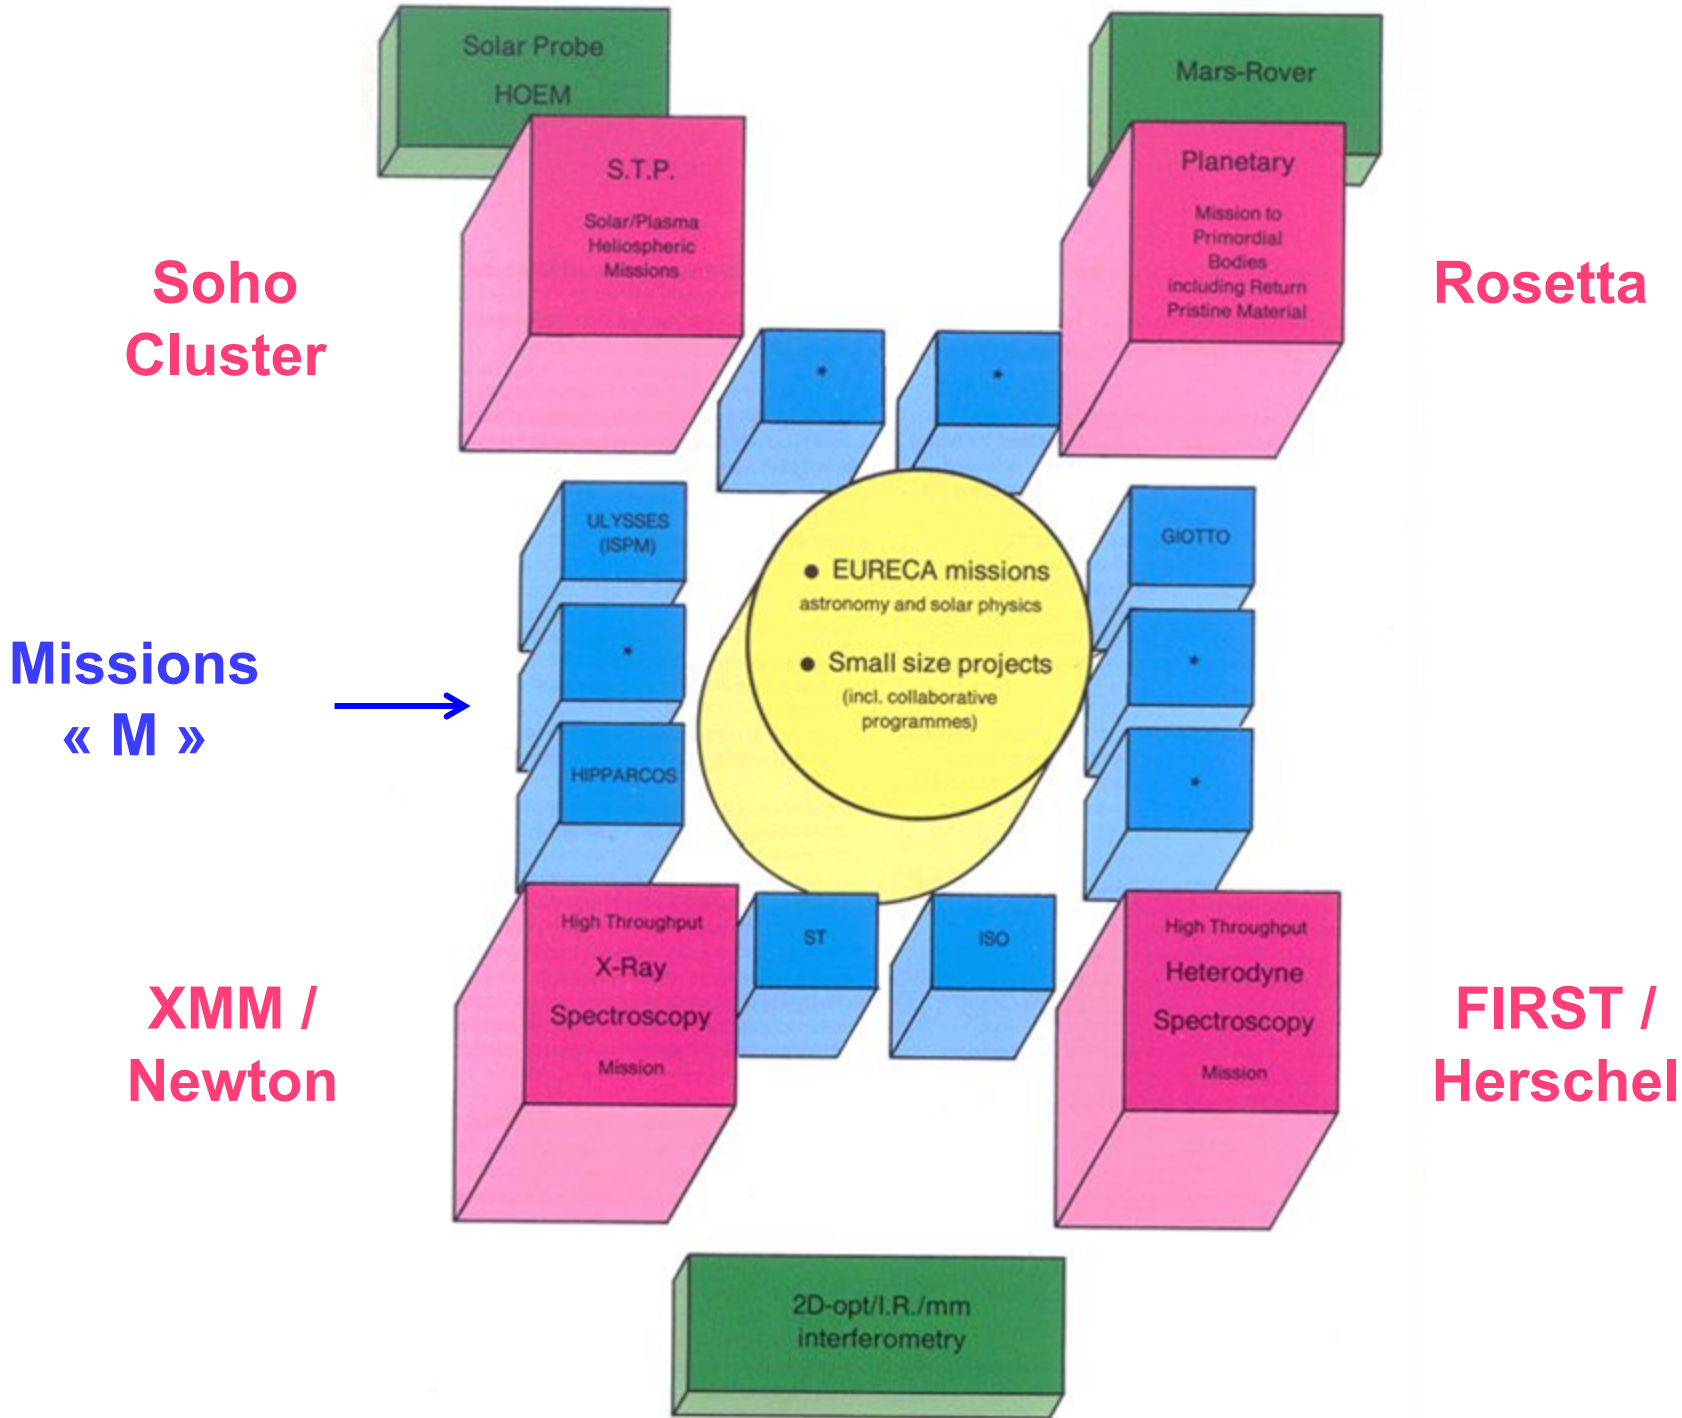 Solar Probe
HOEM
Mars-Rover
S.T.P.
Solar/Plasma
Heliospheric
Missions
Planetary
Mission to
Primordial
Bodies
including Return
Pristine Material
Soho
Cluster
Rosetta
*
*
ULYSSES
(ISPM)
GIOTTO
● EURECA missions
astronomy and solar physics
● Small size projects
(incl. collaborative
programmes)
Missions
« M »
*
*
HIPPARCOS
*
High Throughput
X-Ray
Spectroscopy
Mission
ST
ISO
High Throughput
Heterodyne
Spectroscopy
Mission
XMM /
Newton
FIRST /
Herschel
2D-opt/I.R./mm
interferometry